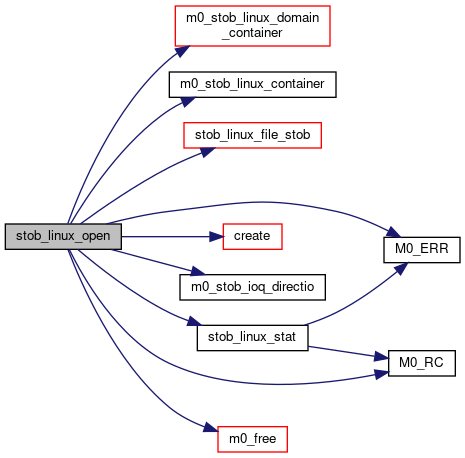 m0_stob_linux_domain
_container
m0_stob_linux_container
stob_linux_file_stob
stob_linux_open
create
M0_ERR
m0_stob_ioq_directio
stob_linux_stat
M0_RC
m0_free